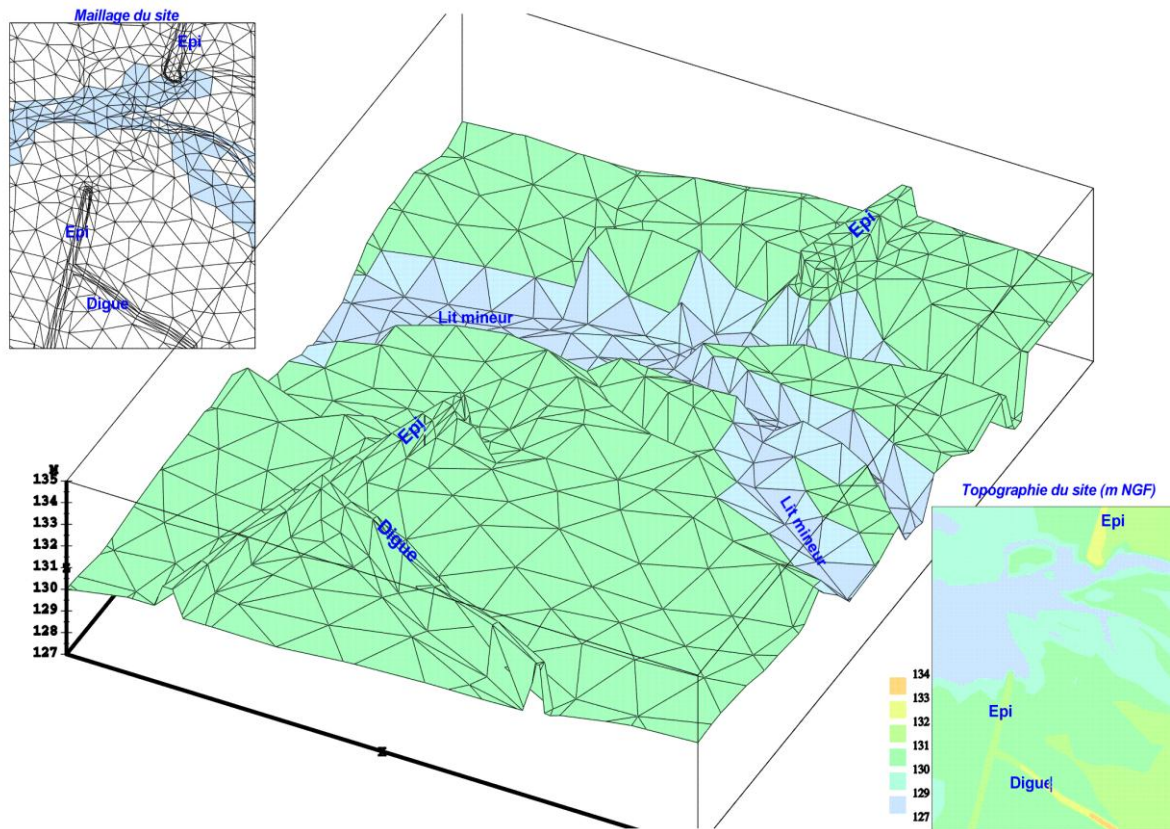 Maillage du site
Epi
Epi
Digue
Epi
Lit mineur
Epi
Digue
Lit mineur
135
134
133
132
131
130
129
128
127
Topographie du site (m NGF)
Epi
134
133
132
131
130
129
127
Epi
Digue